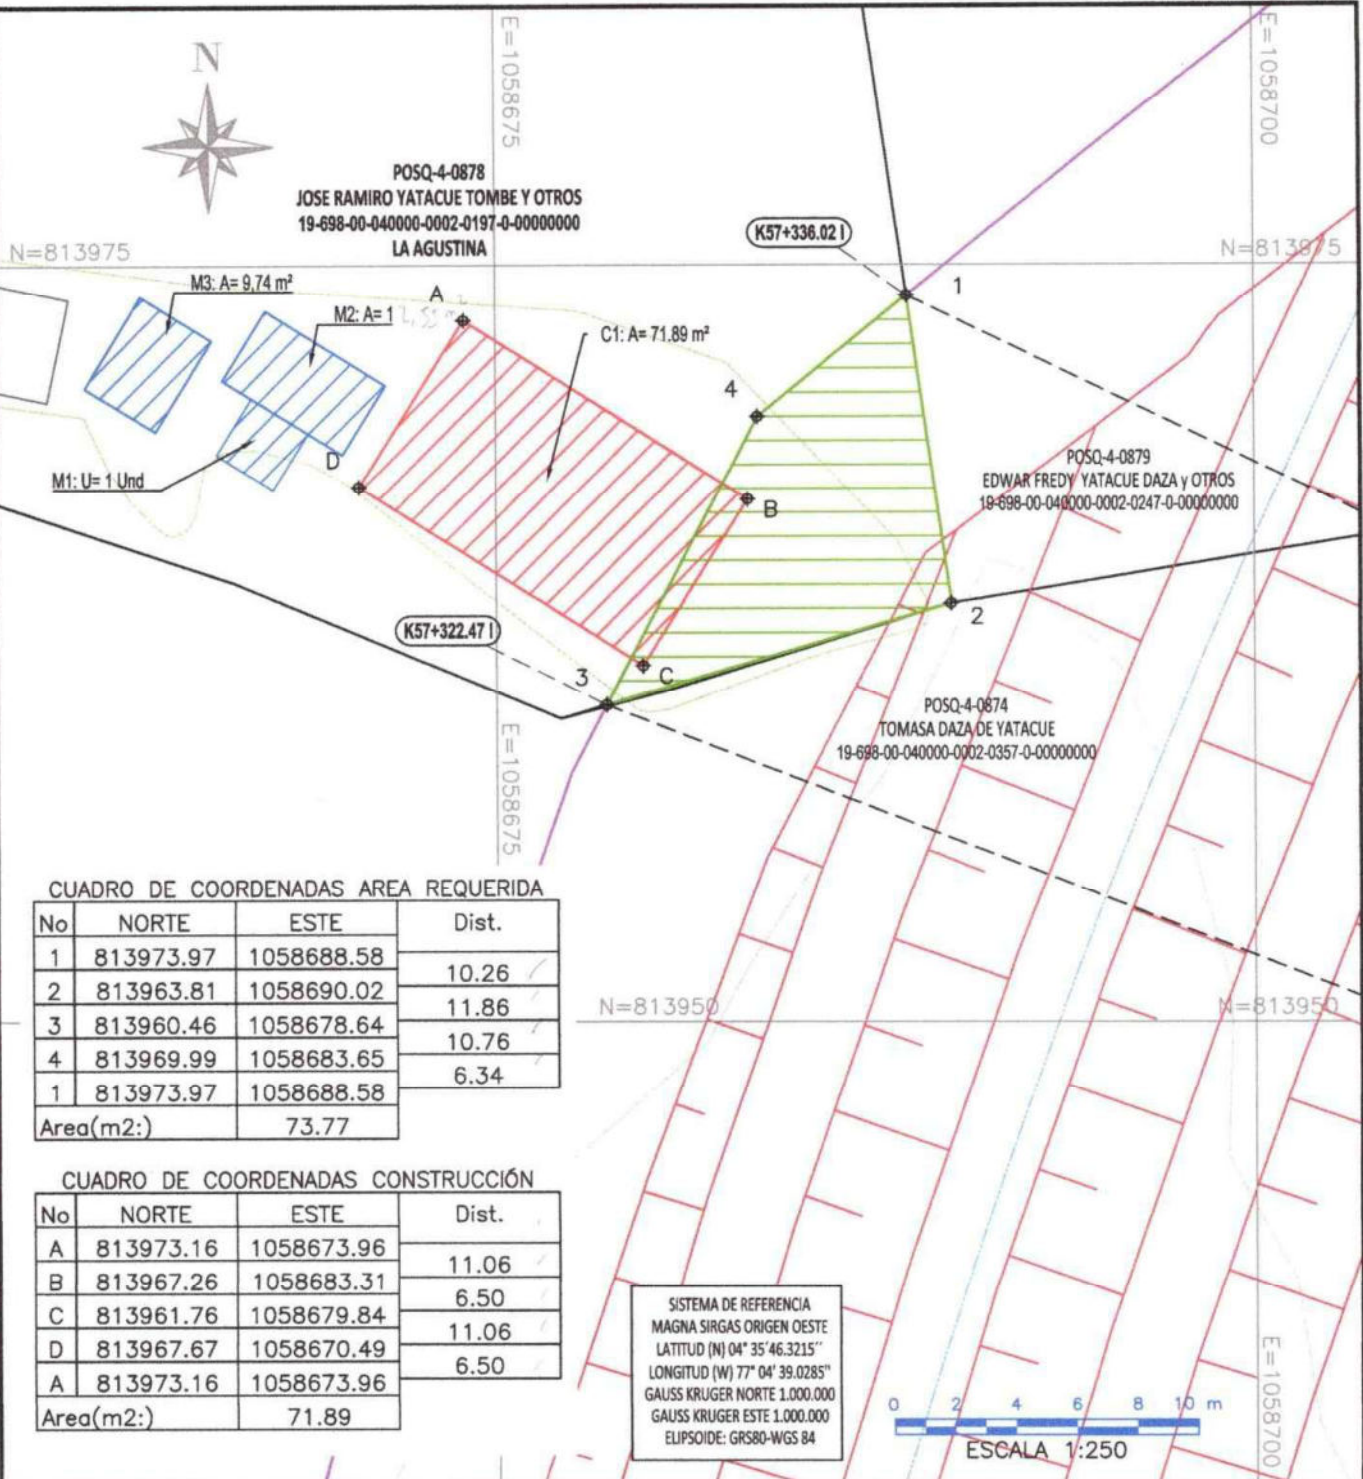 N
E=1058675
E=1058700
POSQ-4-0878
JOSE RAMIRO YATACUE TOMBE Y OTROS
19-698-00-040000-0002-0197-0-00000000
LA AGUSTINA
K57+336.02 I
N=813975
N=813975
M3: A= 9,74 m²
A
1
M2: A= 1
C1: A= 71.89 m²
4
D
POSQ-4-0879
EDWAR FREDY YATACUE DAZA y OTROS
19-698-00-040000-0002-0247-0-00000000
M1: U= 1 Und
B
2
K57+322.47 I
3
C
POSQ-4-0874
TOMASA DAZA DE YATACUE
19-698-00-040000-0002-0357-0-00000000
E=1058675
CUADRO DE COORDENADAS AREA REQUERIDA
No NORTE ESTE Dist.
1 813973.97 1058688.58
10.26
2 813963.81 1058690.02
11.86
3 813960.46 1058678.64
10.76
4 813969.99 1058683.65
6.34
1 813973.97 1058688.58
Area(m2:) 73.77
N=813950
N=813950
CUADRO DE COORDENADAS CONSTRUCCIÓN
No NORTE ESTE Dist.
A 813973.16 1058673.96
11.06
B 813967.26 1058683.31
6.50
C 813961.76 1058679.84
11.06
D 813967.67 1058670.49
6.50
A 813973.16 1058673.96
Area(m2:) 71.89
SISTEMA DE REFERENCIA
MAGNA SIRGAS ORIGEN OESTE
LATITUD (N) 04° 35'46.3215''
LONGITUD (W) 77° 04' 39.0285"
GAUSS KRUGER NORTE 1.000.000
GAUSS KRUGER ESTE 1.000.000
ELIPSOIDE: GRS80-WGS 84
E=1058700
0 2 4 6 8 10 m
ESCALA 1:250